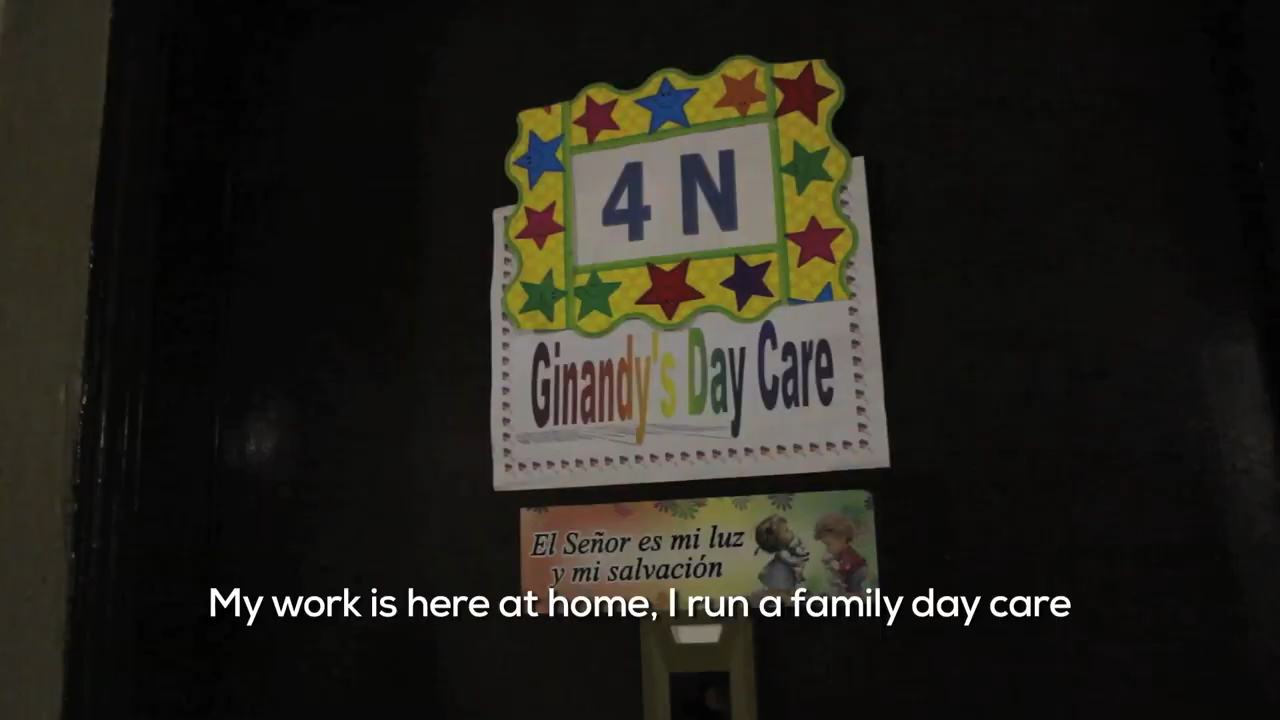 4 N
Ginandy's Day Care
El Señor es mi luz
y mi salvación
My work is here at home, I run a family day care